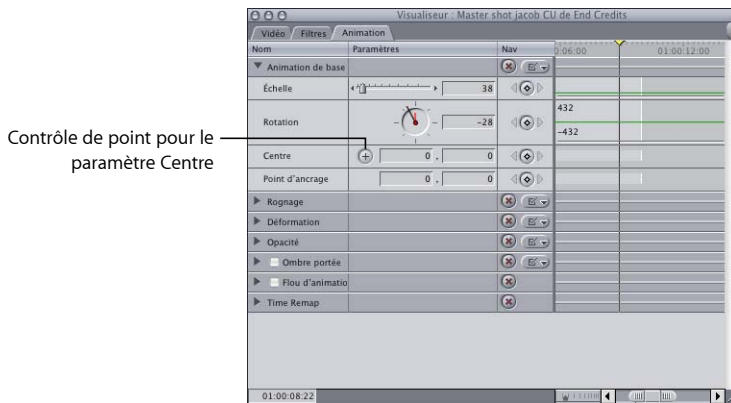 Visualiseur : Master shot jacob CU de End Credits
Vidéo Filtres Animation
Nom Paramètres Nav 0:06:00 01:00:12:00
Animation de base
Échelle 38
Rotation -28 432 -432
Contrôle de point pour le
paramètre Centre
Centre 0 , 0
Point d'ancrage 0 , 0
Rognage
Déformation
Opacité
Ombre portée
Flou d'animatio
Time Remap
01:00:08:22